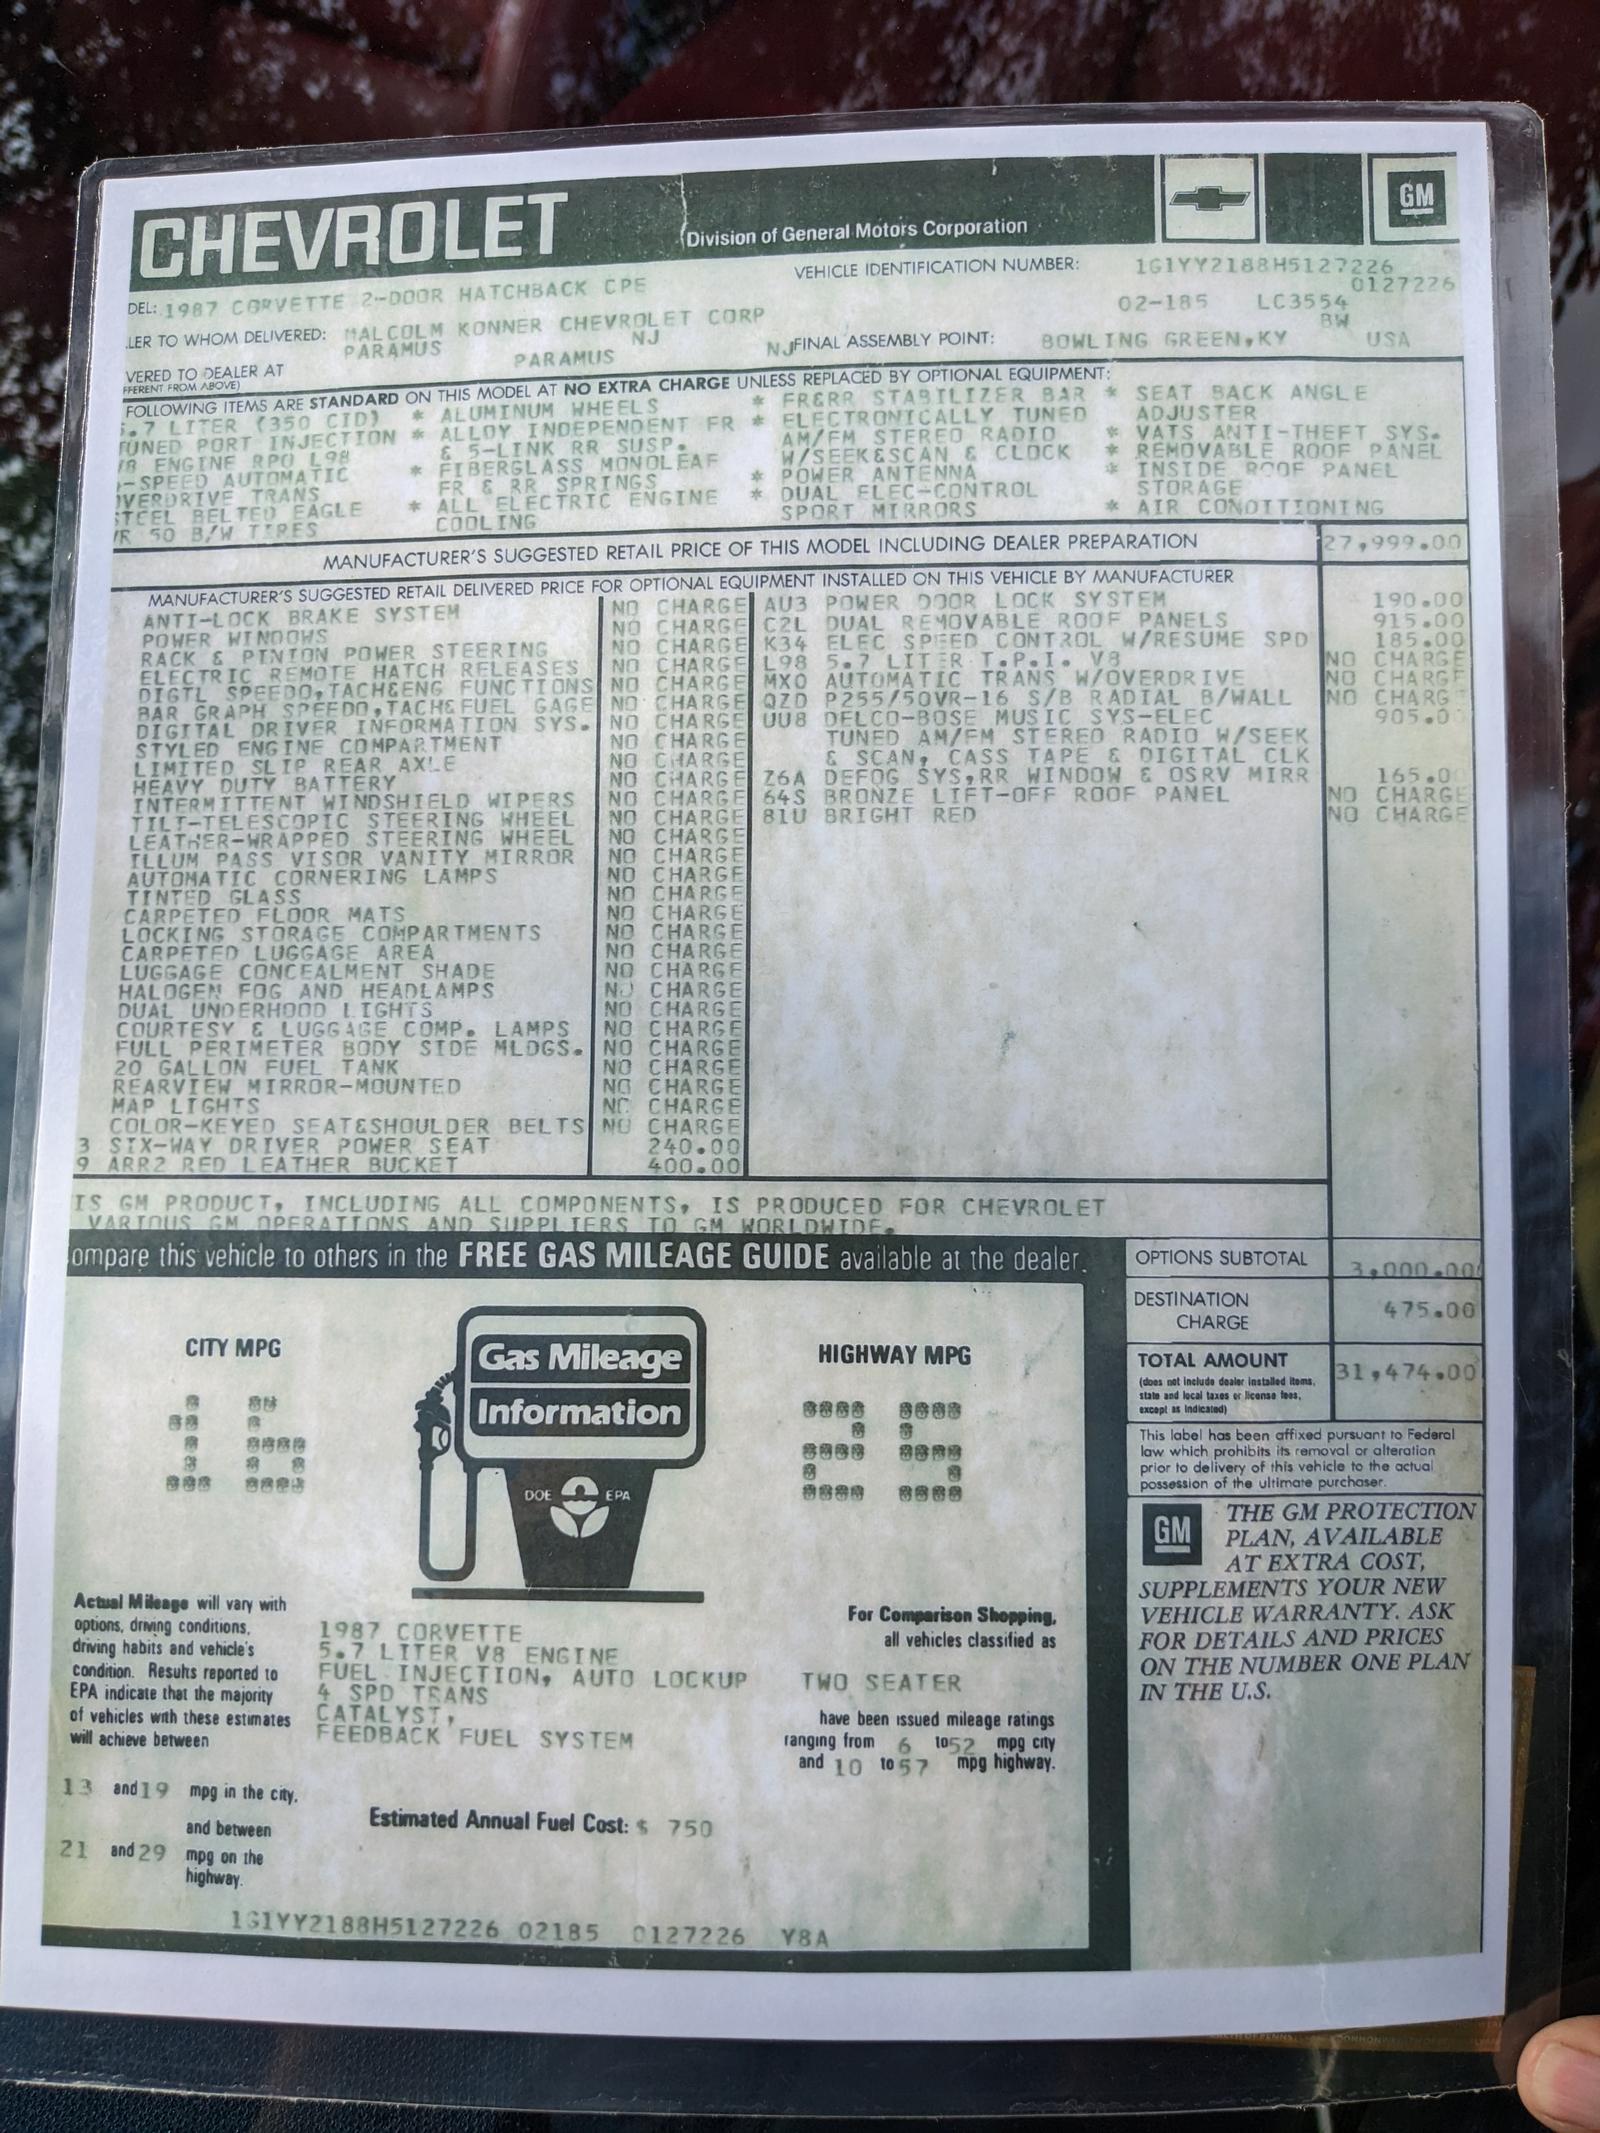 CHEVROLET
Division of General Motors Corporation
GM
VEHICLE IDENTIFICATION NUMBER: 1G1YY2188H5127226
0127226
DEL: 1987 CORVETTE 2-DOOR HATCHBACK CPE
02-185 LC3554
BW
LER TO WHOM DELIVERED: MALCOLM KONNER CHEVROLET CORP
PARAMUS NJ
FINAL ASSEMBLY POINT: BOWLING GREEN,KY USA
VERED TO DEALER AT PARAMUS NJ
FFERENT FROM ABOVE)
FOLLOWING ITEMS ARE STANDARD ON THIS MODEL AT NO EXTRA CHARGE UNLESS REPLACED BY OPTIONAL EQUIPMENT:
5.7 LITER (350 CID)
TUNED PORT INJECTION
V8 ENGINE RPO L98
-SPEED AUTOMATIC
OVERDRIVE TRANS
STEEL BELTED EAGLE
VR 50 B/W TIRES
* ALUMINUM WHEELS
* ALLOY INDEPENDENT FR
& 5-LINK RR SUSP.
* FIBERGLASS MONOLEAF
FR & RR SPRINGS
* ALL ELECTRIC ENGINE
COOLING
* FR&RR STABILIZER BAR
* ELECTRONICALLY TUNED
AM/FM STEREO RADIO
W/SEEK&SCAN & CLOCK
* POWER ANTENNA
* DUAL ELEC-CONTROL
SPORT MIRRORS
* SEAT BACK ANGLE
ADJUSTER
* VATS ANTI-THEFT SYS.
* REMOVABLE ROOF PANEL
* INSIDE ROOF PANEL
STORAGE
* AIR CONDITIONING
MANUFACTURER'S SUGGESTED RETAIL PRICE OF THIS MODEL INCLUDING DEALER PREPARATION 27,999.00
MANUFACTURER'S SUGGESTED RETAIL DELIVERED PRICE FOR OPTIONAL EQUIPMENT INSTALLED ON THIS VEHICLE BY MANUFACTURER
ANTI-LOCK BRAKE SYSTEM NO CHARGE
POWER WINDOWS NO CHARGE
RACK & PINION POWER STEERING NO CHARGE
ELECTRIC REMOTE HATCH RELEASES NO CHARGE
DIGTL SPEEDO,TACH&ENG FUNCTIONS NO CHARGE
BAR GRAPH SPEEDO,TACH&FUEL GAGE NO CHARGE
DIGITAL DRIVER INFORMATION SYS. NO CHARGE
STYLED ENGINE COMPARTMENT NO CHARGE
LIMITED SLIP REAR AXLE NO CHARGE
HEAVY DUTY BATTERY NO CHARGE
INTERMITTENT WINDSHIELD WIPERS NO CHARGE
TILT-TELESCOPIC STEERING WHEEL NO CHARGE
LEATHER-WRAPPED STEERING WHEEL NO CHARGE
ILLUM PASS VISOR VANITY MIRROR NO CHARGE
AUTOMATIC CORNERING LAMPS NO CHARGE
TINTED GLASS NO CHARGE
CARPETED FLOOR MATS NO CHARGE
LOCKING STORAGE COMPARTMENTS NO CHARGE
CARPETED LUGGAGE AREA NO CHARGE
LUGGAGE CONCEALMENT SHADE NO CHARGE
HALOGEN FOG AND HEADLAMPS NO CHARGE
DUAL UNDERHOOD LIGHTS NO CHARGE
COURTESY & LUGGAGE COMP. LAMPS NO CHARGE
FULL PERIMETER BODY SIDE MLDGS. NO CHARGE
20 GALLON FUEL TANK NO CHARGE
REARVIEW MIRROR-MOUNTED NO CHARGE
MAP LIGHTS NO CHARGE
COLOR-KEYED SEAT&SHOULDER BELTS NO CHARGE
3 SIX-WAY DRIVER POWER SEAT 240.00
9 ARR2 RED LEATHER BUCKET 400.00
AU3 POWER DOOR LOCK SYSTEM 190.00
C2L DUAL REMOVABLE ROOF PANELS 915.00
K34 ELEC SPEED CONTROL W/RESUME SPD 185.00
L98 5.7 LITER T.P.I. V8 NO CHARGE
MX0 AUTOMATIC TRANS W/OVERDRIVE NO CHARGE
QZD P255/50VR-16 S/B RADIAL B/WALL NO CHARG
UU8 DELCO-BOSE MUSIC SYS-ELEC 905.0
TUNED AM/FM STEREO RADIO W/SEEK
& SCAN, CASS TAPE & DIGITAL CLK
Z6A DEFOG SYS,RR WINDOW & OSRV MIRR 165.0
64S BRONZE LIFT-OFF ROOF PANEL NO CHARGE
81U BRIGHT RED NO CHARGE
IS GM PRODUCT, INCLUDING ALL COMPONENTS, IS PRODUCED FOR CHEVROLET
VARIOUS GM OPERATIONS AND SUPPLIERS TO GM WORLDWIDE.
ompare this vehicle to others in the FREE GAS MILEAGE GUIDE available at the dealer.
OPTIONS SUBTOTAL 3,000.00
DESTINATION
CHARGE 475.00
TOTAL AMOUNT 31,474.00
(does not include dealer installed items,
state and local taxes or license fees,
except as indicated)
This label has been affixed pursuant to Federal
law which prohibits its removal or alteration
prior to delivery of this vehicle to the actual
possession of the ultimate purchaser.
GM
THE GM PROTECTION
PLAN, AVAILABLE
AT EXTRA COST,
SUPPLEMENTS YOUR NEW
VEHICLE WARRANTY. ASK
FOR DETAILS AND PRICES
ON THE NUMBER ONE PLAN
IN THE U.S.
CITY MPG
16
Gas Mileage
Information
DOE EPA
HIGHWAY MPG
25
Actual Mileage will vary with
options, driving conditions,
driving habits and vehicle's
condition. Results reported to
EPA indicate that the majority
of vehicles with these estimates
will achieve between
13 and 19 mpg in the city,
and between
21 and 29 mpg on the
highway.
1987 CORVETTE
5.7 LITER V8 ENGINE
FUEL INJECTION, AUTO LOCKUP
4 SPD TRANS
CATALYST,
FEEDBACK FUEL SYSTEM
Estimated Annual Fuel Cost: $ 750
For Comparison Shopping,
all vehicles classified as
TWO SEATER
have been issued mileage ratings
ranging from 6 to 52 mpg city
and 10 to 57 mpg highway.
1G1YY2188H5127226 02185 0127226 Y8A